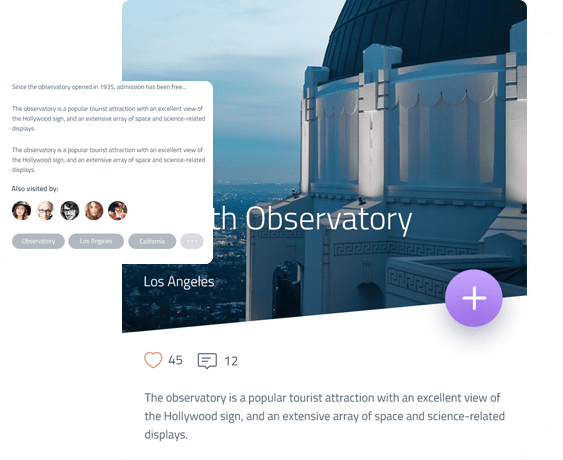 Since the observatory opened in 1935, admission has been free...
The observatory is a popular tourist attraction with an excellent view of
the Hollywood sign, and an extensive array of space and science-related
displays.
The observatory is a popular tourist attraction with an excellent view of
the Hollywood sign, and an extensive array of space and science-related
displays.
Also visited by:
Observatory Los Angeles California ...
th Observatory
Los Angeles
45 12
The observatory is a popular tourist attraction with an excellent view of
the Hollywood sign, and an extensive array of space and science-related
displays.